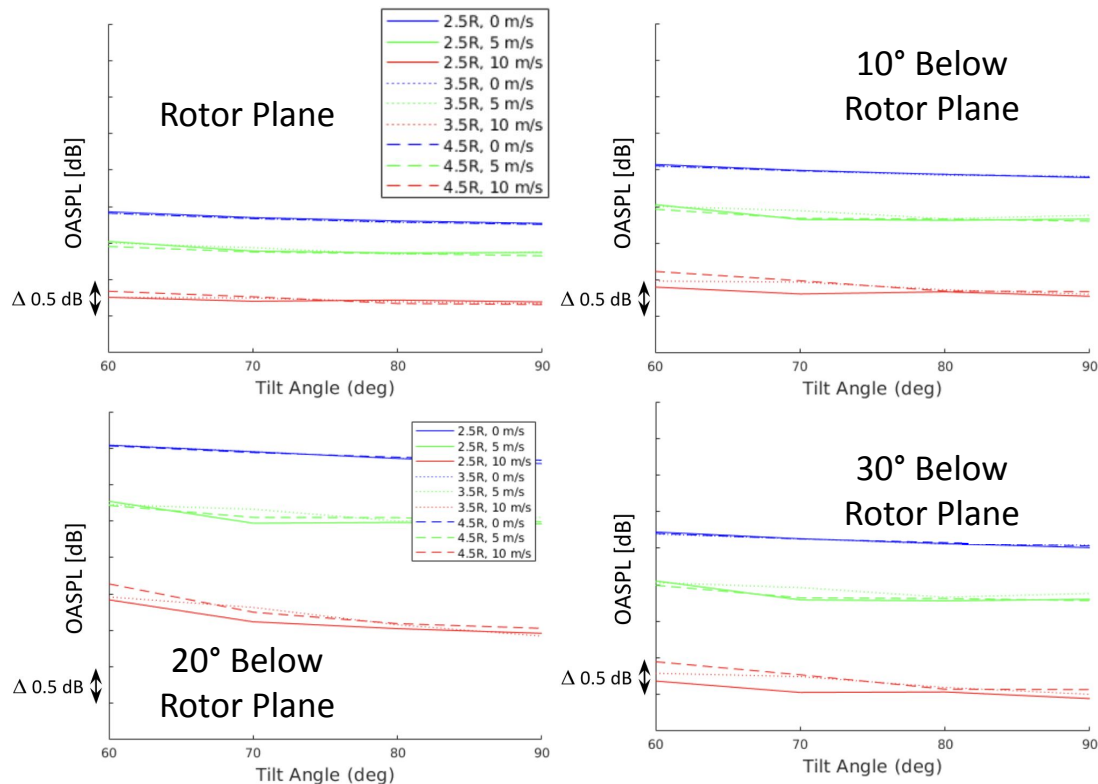 2.5R, 0 m/s
2.5R, 5 m/s
2.5R, 10 m/s
3.5R, 0 m/s
3.5R, 5 m/s
3.5R, 10 m/s
4.5R, 0 m/s
4.5R, 5 m/s
4.5R, 10 m/s
Rotor Plane
OASPL [dB]
Δ 0.5 dB
60 70 80 90
Tilt Angle (deg)
10° Below
Rotor Plane
OASPL [dB]
Δ 0.5 dB
60 70 80 90
Tilt Angle (deg)
2.5R, 0 m/s
2.5R, 5 m/s
2.5R, 10 m/s
3.5R, 0 m/s
3.5R, 5 m/s
3.5R, 10 m/s
4.5R, 0 m/s
4.5R, 5 m/s
4.5R, 10 m/s
OASPL [dB]
20° Below
Rotor Plane
Δ 0.5 dB
60 70 80 90
Tilt Angle (deg)
30° Below
Rotor Plane
OASPL [dB]
Δ 0.5 dB
60 70 80 90
Tilt Angle (deg)